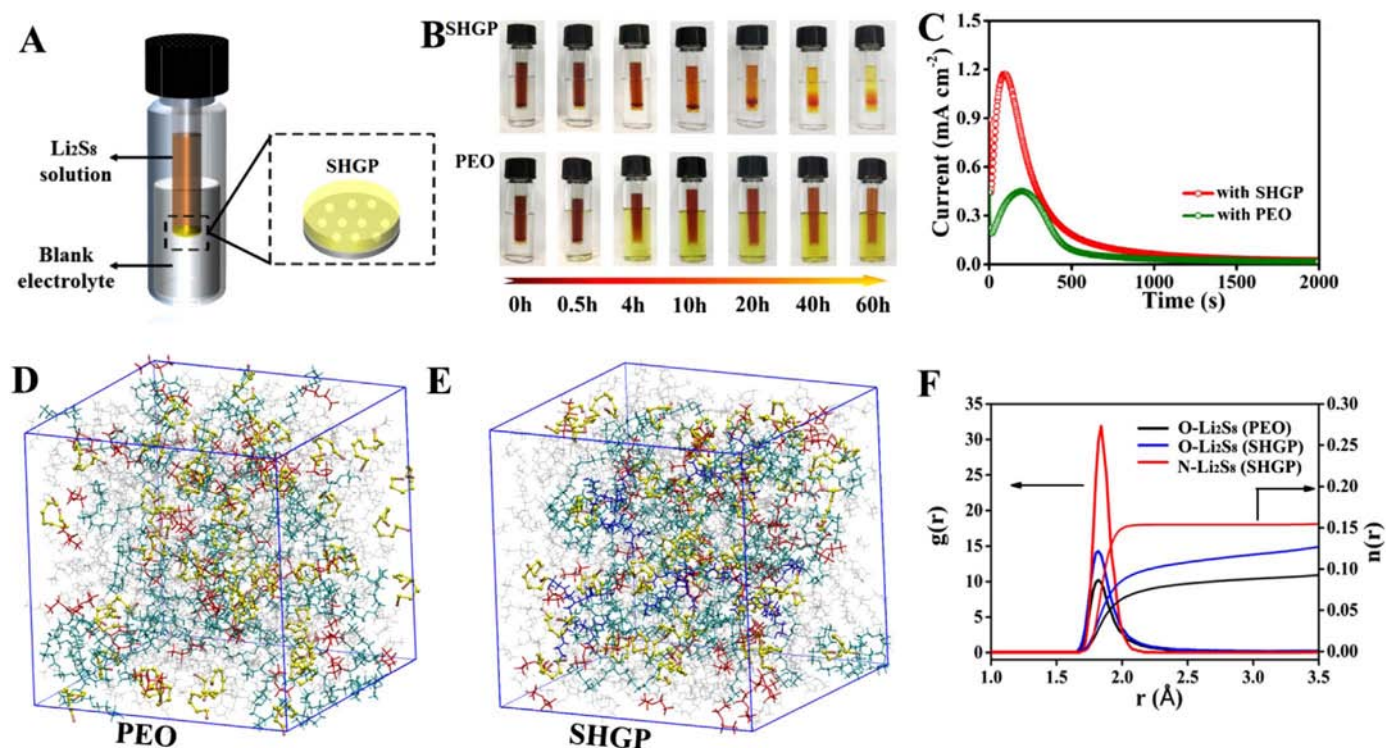 A
Li2S8
solution
Blank
electrolyte
SHGP
B
SHGP
PEO
0h 0.5h 4h 10h 20h 40h 60h
C
Current (mA cm-2)
1.5
1.2
0.9
0.6
0.3
0.0
with SHGP
with PEO
0 500 1000 1500 2000
Time (s)
D
PEO
E
SHGP
F
g(r)
35
30
25
20
15
10
5
0
O-Li2S8 (PEO)
O-Li2S8 (SHGP)
N-Li2S8 (SHGP)
0.30
0.25
0.20
0.15
0.10
0.05
0.00
n(r)
1.0 1.5 2.0 2.5 3.0 3.5
r (Å)